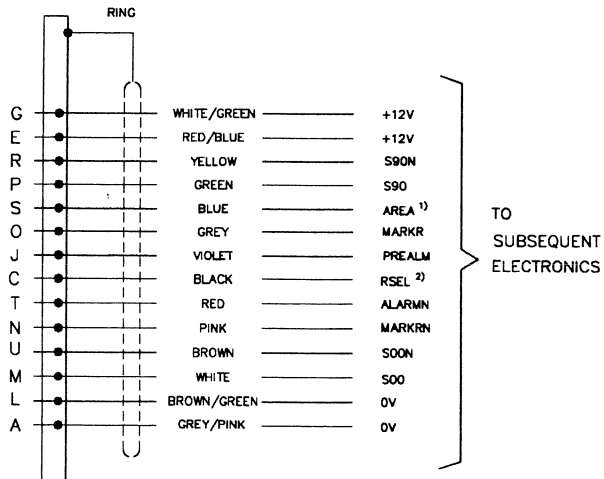 RING
G WHITE/GREEN +12V
E RED/BLUE +12V
R YELLOW S90N
P GREEN S90
S BLUE AREA 1)
O GREY MARKR
J VIOLET PREALM
C BLACK RSEL 2)
T RED ALARMN
N PINK MARKRN
U BROWN S00N
M WHITE S00
L BROWN/GREEN 0V
A GREY/PINK 0V
TO
SUBSEQUENT
ELECTRONICS